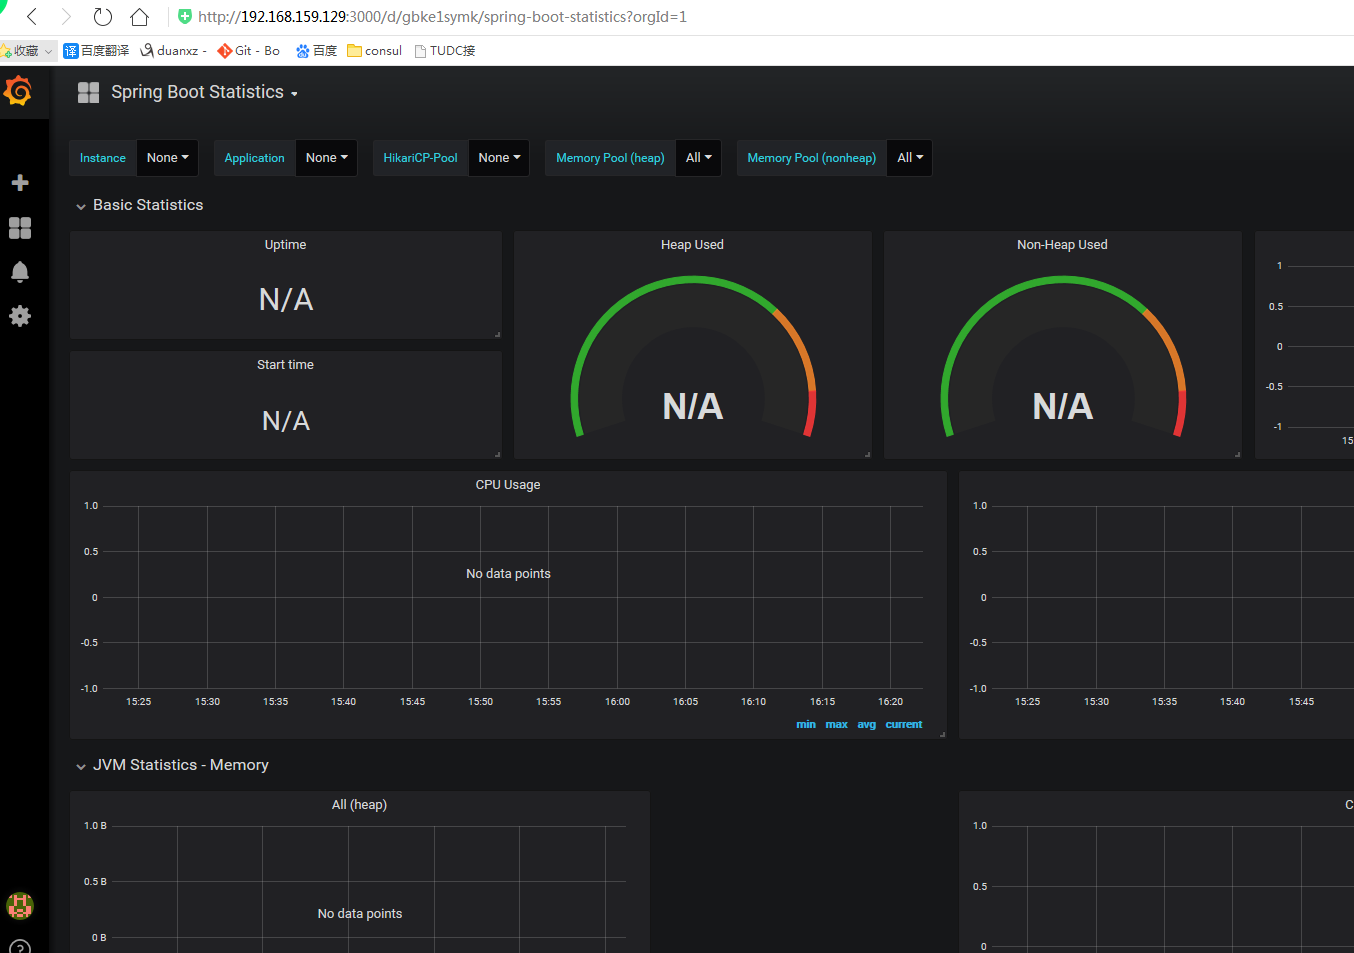 http://192.168.159.129:3000/d/gbke1symk/spring-boot-statistics?orgId=1
收藏 译 百度翻译 duanxz - Git - Bo 百度 consul TUDC接
Spring Boot Statistics
Instance None Application None HikariCP-Pool None Memory Pool (heap) All Memory Pool (nonheap) All
Basic Statistics
Uptime
N/A
Start time
N/A
Heap Used
N/A
Non-Heap Used
N/A
1
0.5
0
-0.5
-1
15
CPU Usage
1.0
0.5
0
-0.5
-1.0
No data points
15:25 15:30 15:35 15:40 15:45 15:50 15:55 16:00 16:05 16:10 16:15 16:20
min max avg current
1.0
0.5
0
-0.5
-1.0
15:25 15:30 15:35 15:40 15:45
JVM Statistics - Memory
All (heap)
1.0 B
0.5 B
0 B
No data points
C
1.0
0.5
0
?